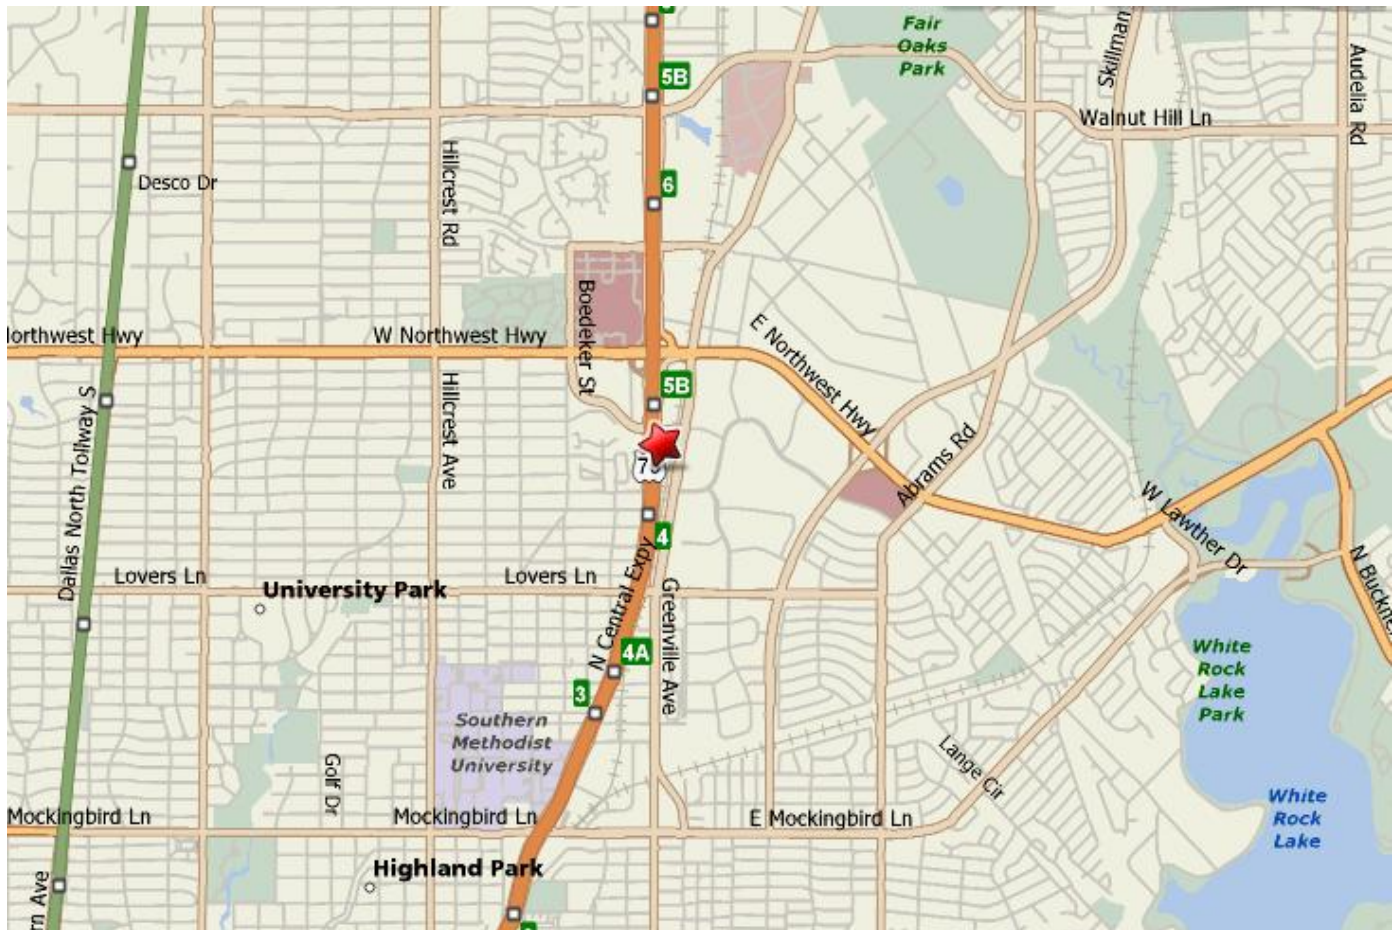 Fair
Oaks
Park
Skillman
Audelia Rd
5B
Walnut Hill Ln
Desco Dr
Hillcrest Rd
6
Boedeker St
W Northwest Hwy
E Northwest Hwy
5B
Hillcrest Ave
Dallas North Tollway S
Abrams Rd
W Lawther Dr
4
N Central Expy
Lovers Ln
Lovers Ln
University Park
Greenville Ave
4A
3
White
Rock
Lake
Park
Southern
Methodist
University
Golf Dr
Lange Cir
Mockingbird Ln
Mockingbird Ln
E Mockingbird Ln
White
Rock
Lake
Highland Park